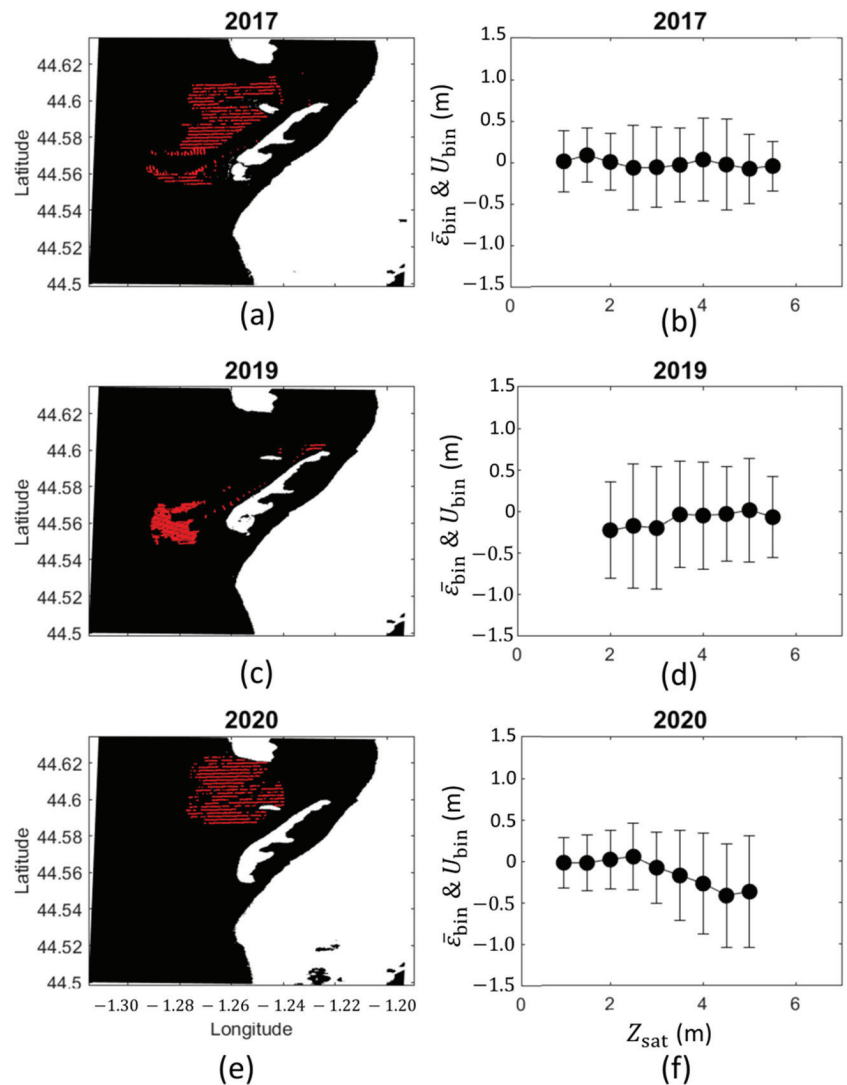 2017
2017
44.62
44.6
44.58
44.56
44.54
44.52
44.5
Latitude
(a)
1.5
1.0
0.5
0
−0.5
−1.0
−1.5
ε̄bin & Ubin (m)
0 2 4 6
(b)
2019
2019
44.62
44.6
44.58
44.56
44.54
44.52
44.5
Latitude
(c)
1.5
1.0
0.5
0
−0.5
−1.0
−1.5
ε̄bin & Ubin (m)
0 2 4 6
(d)
2020
2020
44.62
44.6
44.58
44.56
44.54
44.52
44.5
Latitude
−1.30 −1.28 −1.26 −1.24 −1.22 −1.20
Longitude
(e)
1.5
1.0
0.5
0
−0.5
−1.0
−1.5
ε̄bin & Ubin (m)
0 2 4 6
Zsat (m)
(f)